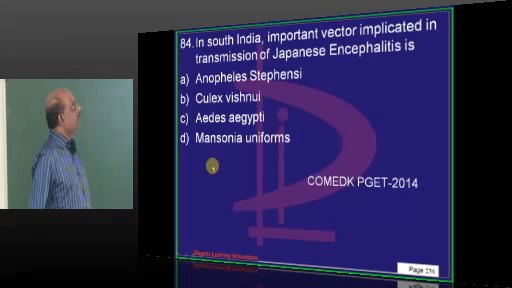 84. In south India, important vector implicated in
transmission of Japanese Encephalitis is
a) Anopheles Stephensi
b) Culex vishnui
c) Aedes aegypti
d) Mansonia uniforms
COMEDK PGET-2014